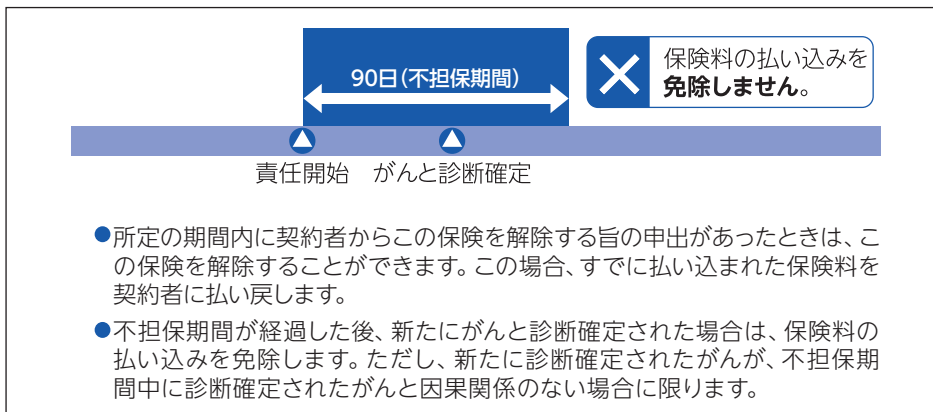 90日(不担保期間)
保険料の払い込みを
免除しません。
責任開始 がんと診断確定
●所定の期間内に契約者からこの保険を解除する旨の申出があったときは、こ
の保険を解除することができます。この場合、すでに払い込まれた保険料を
契約者に払い戻します。
●不担保期間が経過した後、新たにがんと診断確定された場合は、保険料の
払い込みを免除します。ただし、新たに診断確定されたがんが、不担保期
間中に診断確定されたがんと因果関係のない場合に限ります。